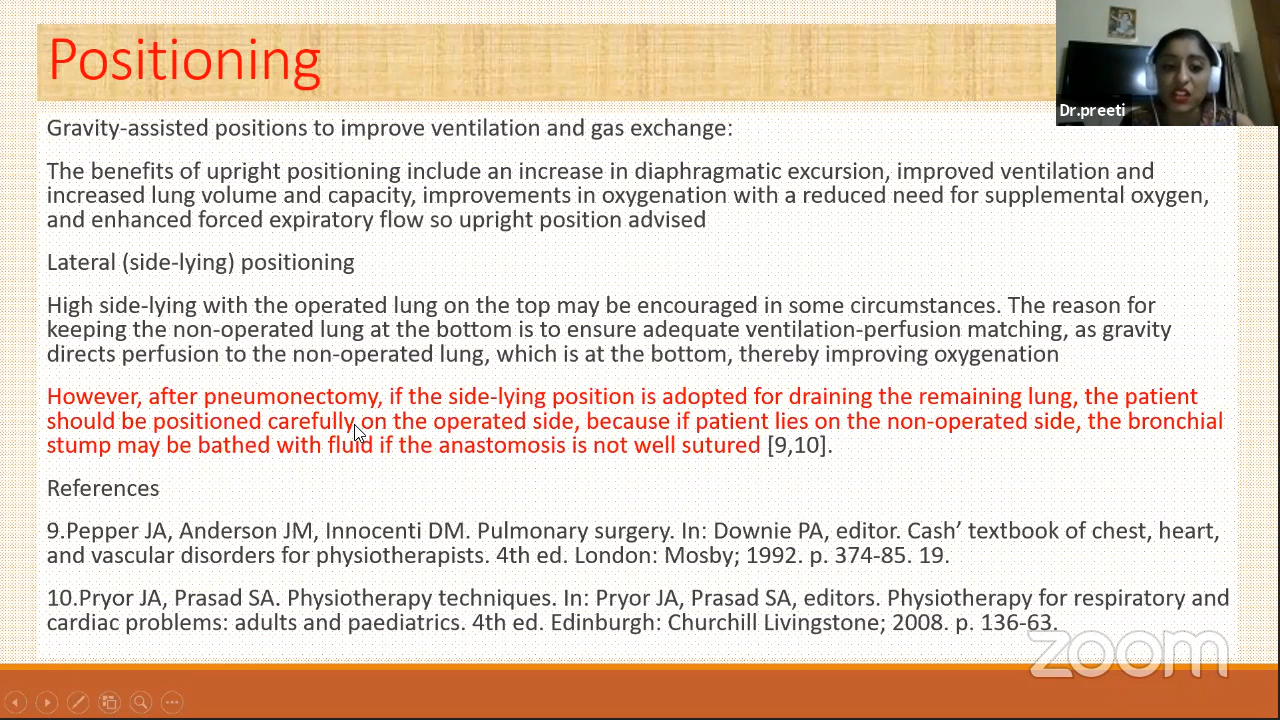 Positioning
Dr.preeti
Gravity-assisted positions to improve ventilation and gas exchange:
The benefits of upright positioning include an increase in diaphragmatic excursion, improved ventilation and
increased lung volume and capacity, improvements in oxygenation with a reduced need for supplemental oxygen,
and enhanced forced expiratory flow so upright position advised
Lateral (side-lying) positioning
High side-lying with the operated lung on the top may be encouraged in some circumstances. The reason for
keeping the non-operated lung at the bottom is to ensure adequate ventilation-perfusion matching, as gravity
directs perfusion to the non-operated lung, which is at the bottom, thereby improving oxygenation
However, after pneumonectomy, if the side-lying position is adopted for draining the remaining lung, the patient
should be positioned carefully on the operated side, because if patient lies on the non-operated side, the bronchial
stump may be bathed with fluid if the anastomosis is not well sutured [9,10].
References
9.Pepper JA, Anderson JM, Innocenti DM. Pulmonary surgery. In: Downie PA, editor. Cash’ textbook of chest, heart,
and vascular disorders for physiotherapists. 4th ed. London: Mosby; 1992. p. 374-85. 19.
10.Pryor JA, Prasad SA. Physiotherapy techniques. In: Pryor JA, Prasad SA, editors. Physiotherapy for respiratory and
cardiac problems: adults and paediatrics. 4th ed. Edinburgh: Churchill Livingstone; 2008. p. 136-63.
zoom